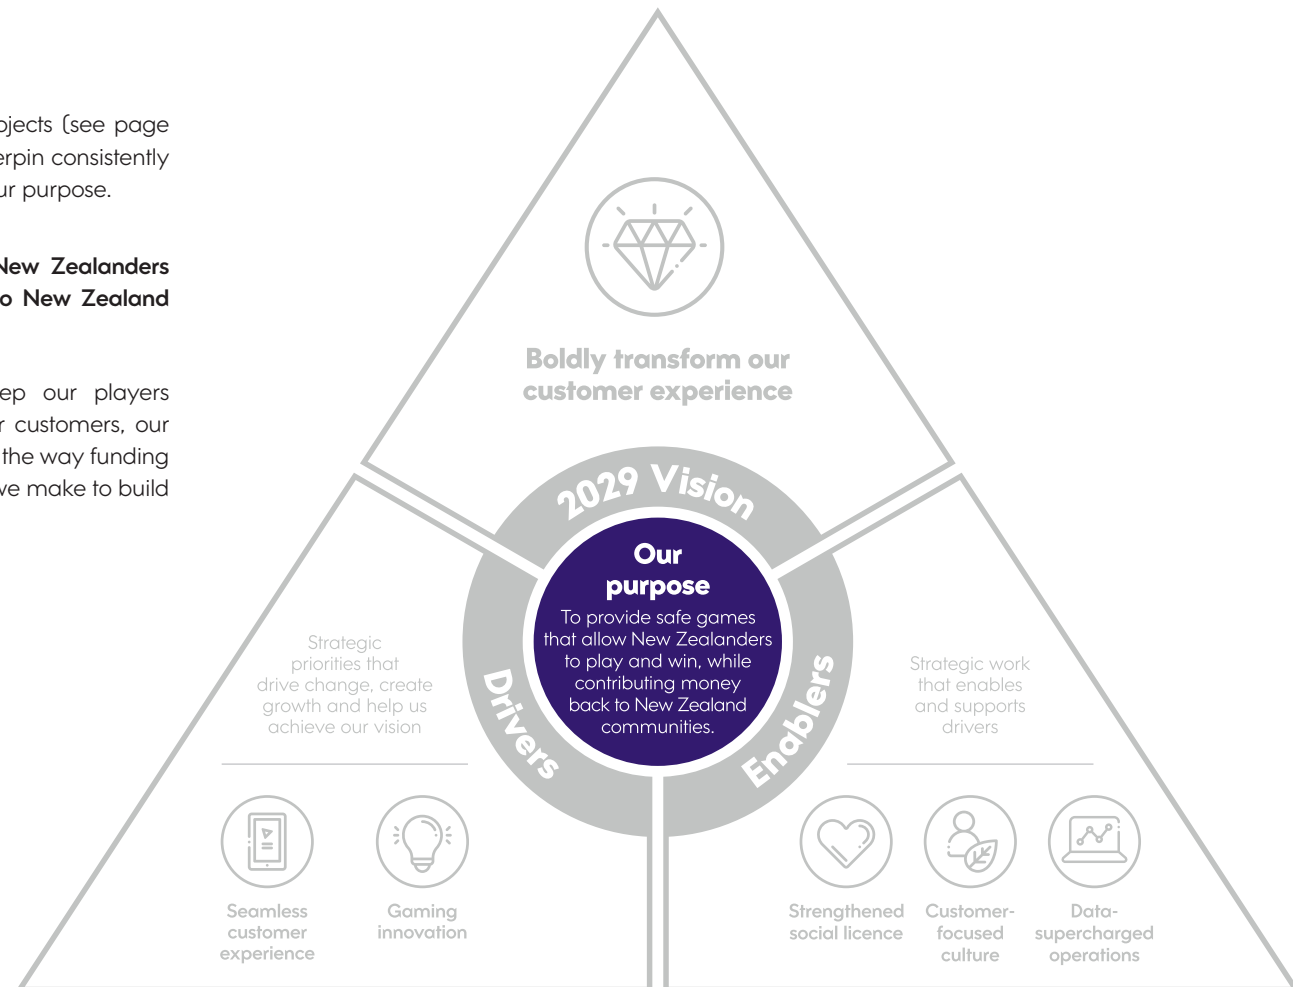 ojects (see page
erpin consistently
ur purpose.
New Zealanders
o New Zealand
ep our players
r customers, our
the way funding
we make to build
Boldly transform our
customer experience
2029 Vision
Our
purpose
To provide safe games
that allow New Zealanders
to play and win, while
contributing money
back to New Zealand
communities.
Drivers
Strategic
priorities that
drive change, create
growth and help us
achieve our vision
Seamless
customer
experience
Gaming
innovation
Enablers
Strategic work
that enables
and supports
drivers
Strengthened
social licence
Customer-
focused
culture
Data-
supercharged
operations